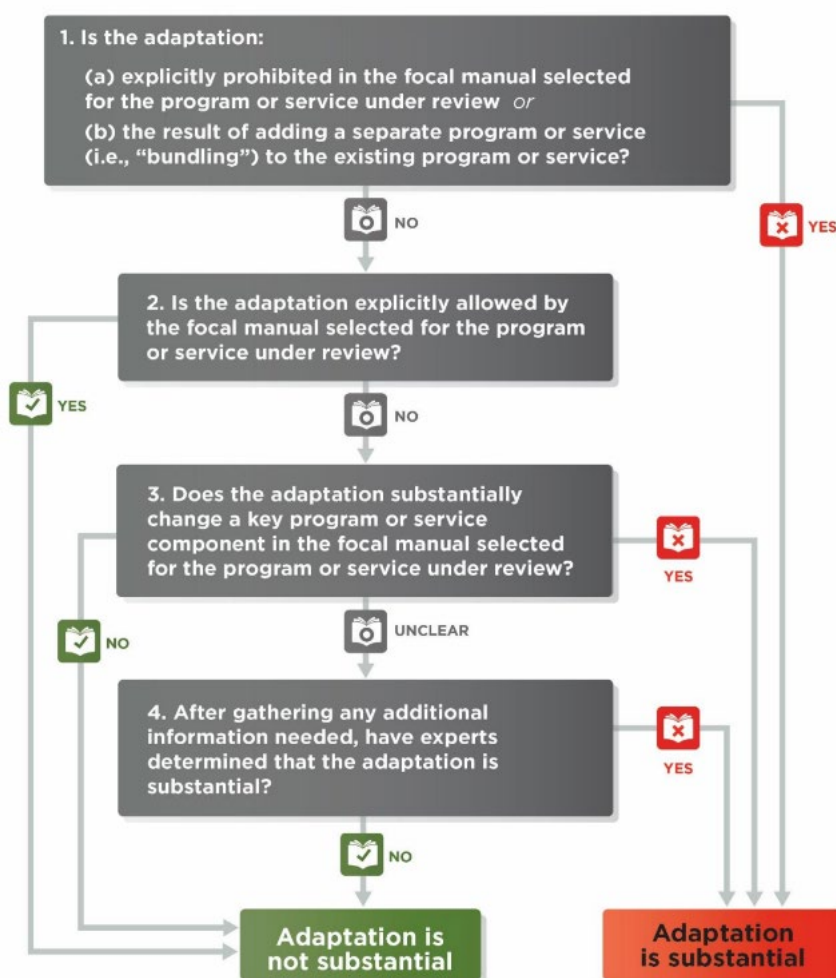 1. Is the adaptation:
(a) explicitly prohibited in the focal manual selected
for the program or service under review or
(b) the result of adding a separate program or service
(i.e., “bundling”) to the existing program or service?
NO
YES
2. Is the adaptation explicitly allowed by
the focal manual selected for the program
or service under review?
YES
NO
3. Does the adaptation substantially
change a key program or service
component in the focal manual selected
for the program or service under review?
YES
NO
UNCLEAR
4. After gathering any additional
information needed, have experts
determined that the adaptation is
substantial?
YES
NO
Adaptation is
not substantial
Adaptation
is substantial